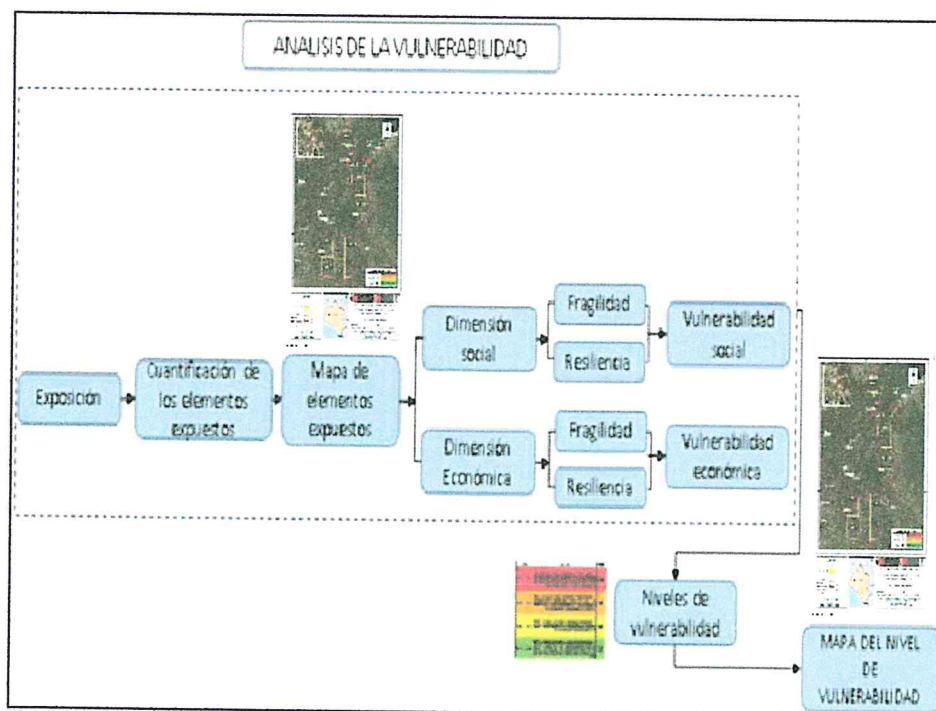 ANALISIS DE LA VULNERABILIDAD
Exposición
Cuantificación de
los elementos
expuestos
Mapa de
elementos
expuestos
Dimensión
social
Fragilidad
Resiliencia
Vulnerabilidad
social
Dimensión
Económica
Fragilidad
Resiliencia
Vulnerabilidad
económica
Niveles de
vulnerabilidad
MAPA DEL NIVEL
DE
VULNERABILIDAD